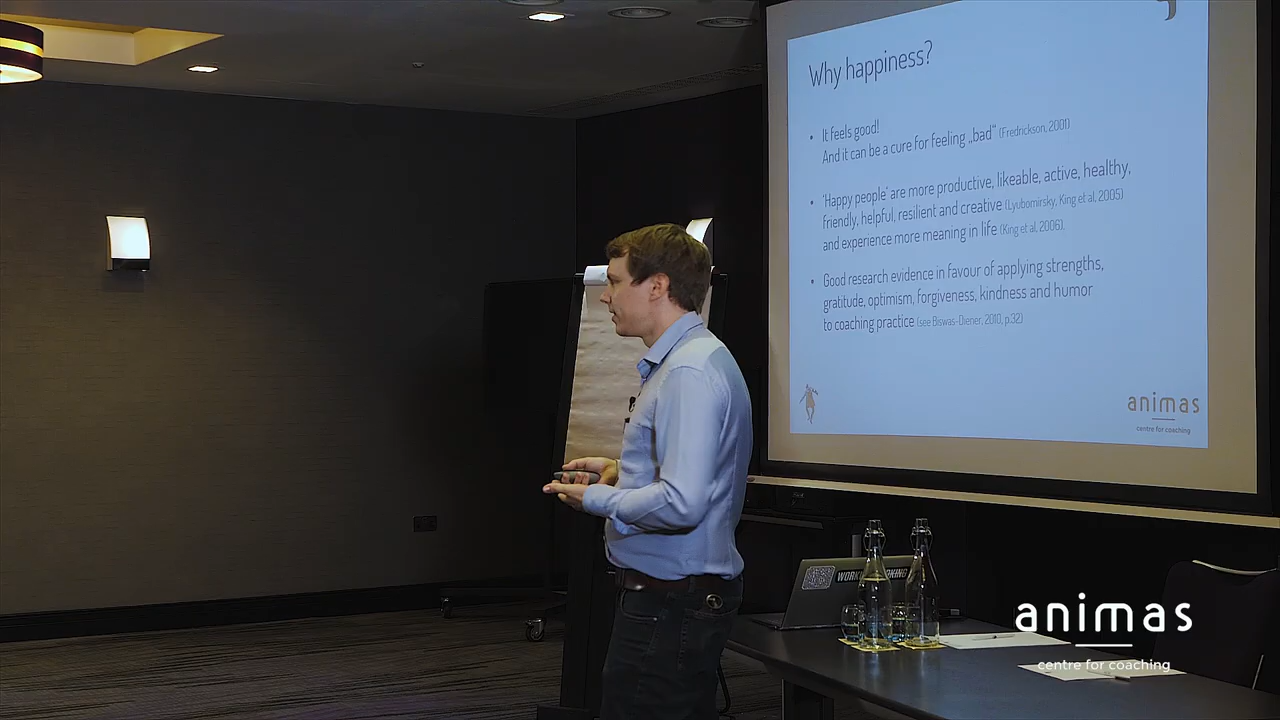 Why happiness?
• It feels good!
And it can be a cure for feeling „bad" (Fredrickson, 2001)
• 'Happy people' are more productive, likeable, active, healthy,
friendly, helpful, resilient and creative (Lyubomirsky, King et al, 2005)
and experience more meaning in life (King et al, 2006).
• Good research evidence in favour of applying strengths,
gratitude, optimism, forgiveness, kindness and humor
to coaching practice (see Biswas-Diener, 2010, p.32)
animas
centre for coaching
animas
centre for coaching